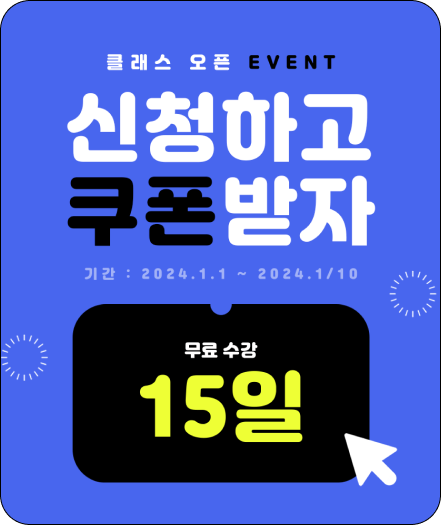 클래스 오픈 EVENT
신청하고
쿠폰받자
기간 : 2024.1.1 ~ 2024.1/10
무료 수강
15일